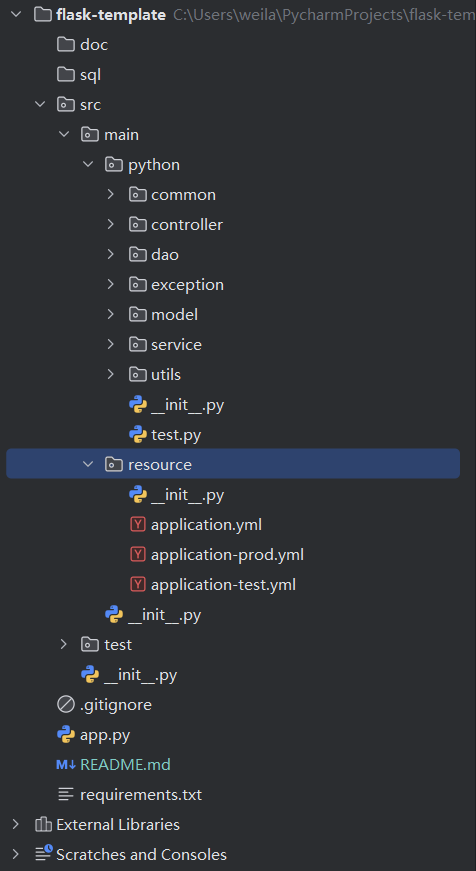 flask-template C:\Users\weila\PycharmProjects\flask-tem
doc
sql
src
main
python
common
controller
dao
exception
model
service
utils
__init__.py
test.py
resource
__init__.py
application.yml
application-prod.yml
application-test.yml
__init__.py
test
__init__.py
.gitignore
app.py
README.md
requirements.txt
External Libraries
Scratches and Consoles